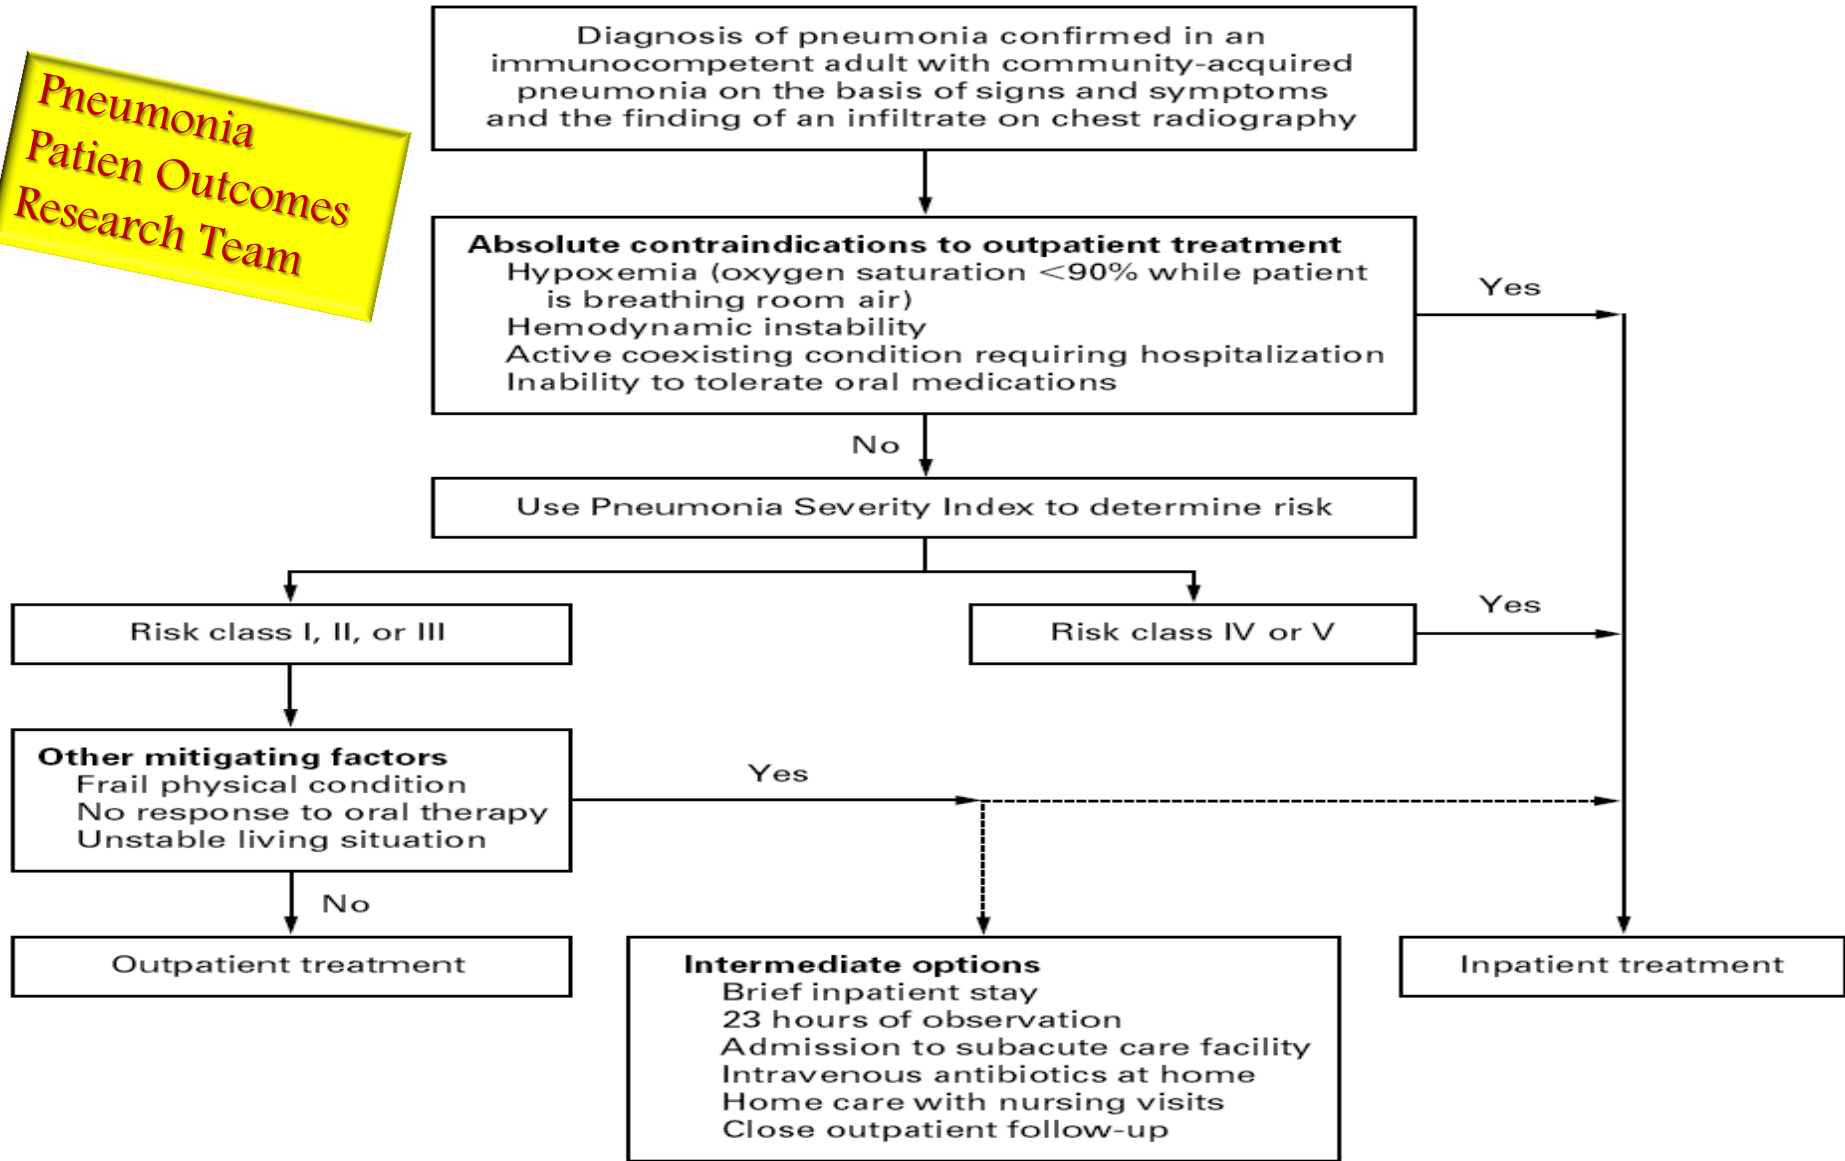 Pneumonia
Patien Outcomes
Research Team
Diagnosis of pneumonia confirmed in an
immunocompetent adult with community-acquired
pneumonia on the basis of signs and symptoms
and the finding of an infiltrate on chest radiography
Absolute contraindications to outpatient treatment
Hypoxemia (oxygen saturation <90% while patient
is breathing room air)
Hemodynamic instability
Active coexisting condition requiring hospitalization
Inability to tolerate oral medications
Yes
No
Use Pneumonia Severity Index to determine risk
Risk class I, II, or III
Risk class IV or V
Yes
Other mitigating factors
Frail physical condition
No response to oral therapy
Unstable living situation
Yes
No
Outpatient treatment
Intermediate options
Brief inpatient stay
23 hours of observation
Admission to subacute care facility
Intravenous antibiotics at home
Home care with nursing visits
Close outpatient follow-up
Inpatient treatment